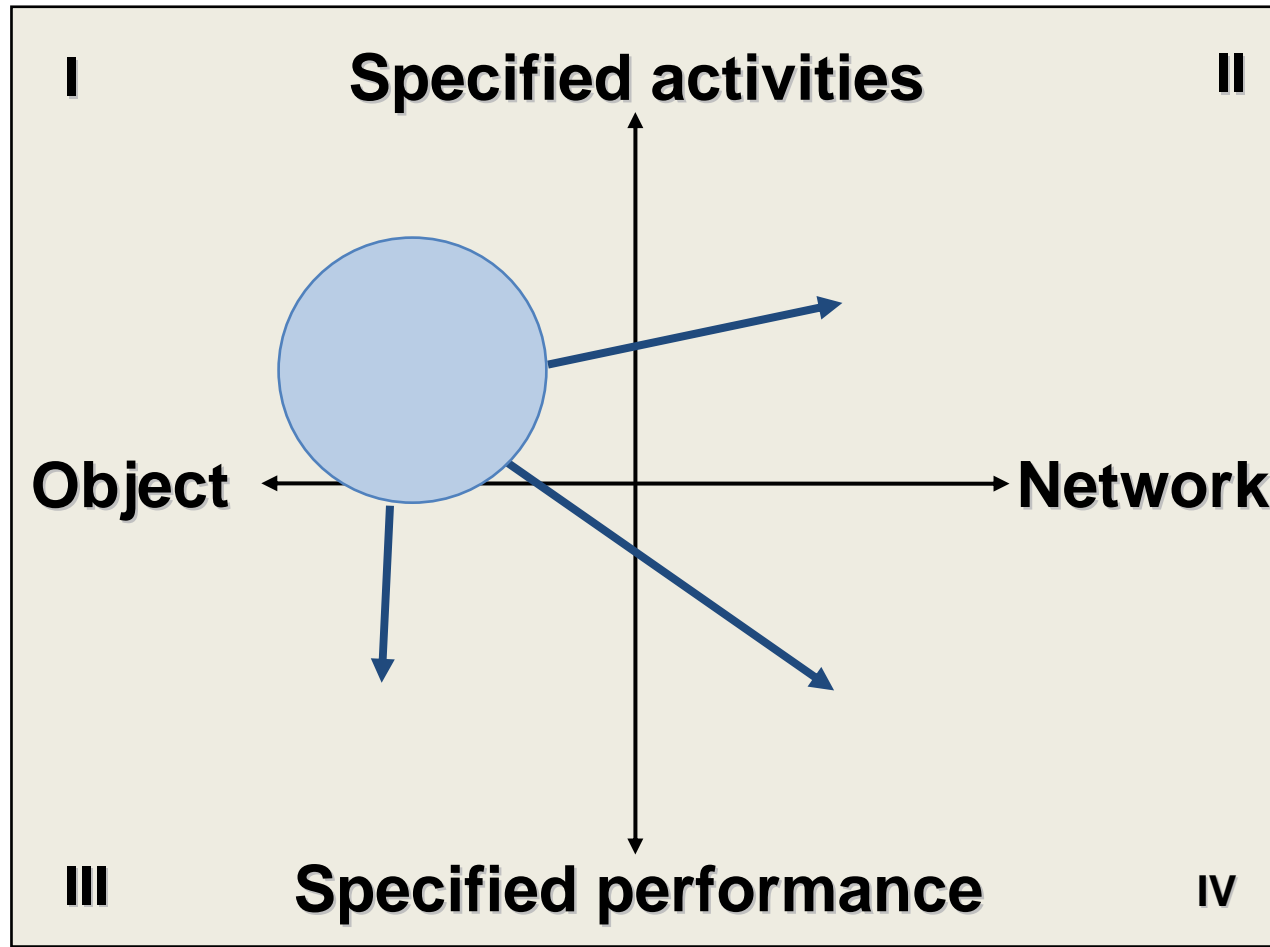 I
Specified activities
II
Object
Network
III
Specified performance
IV